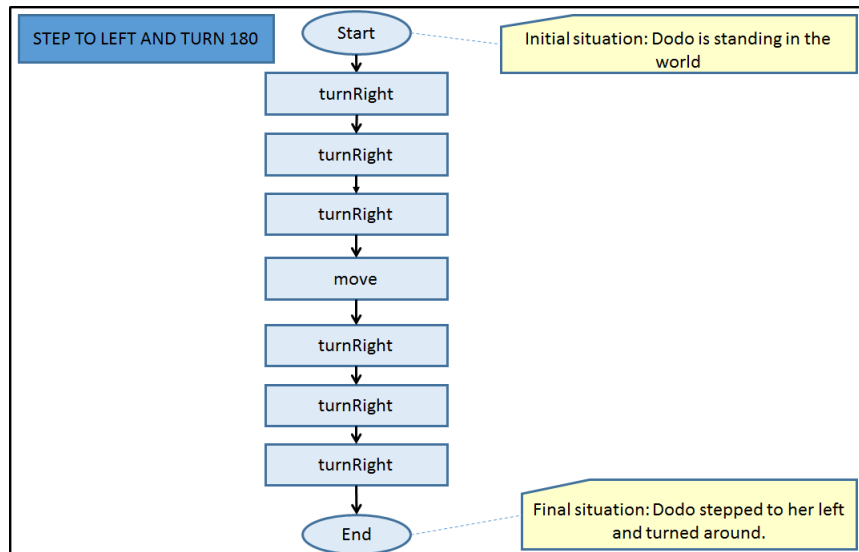 STEP TO LEFT AND TURN 180
Start
Initial situation: Dodo is standing in the
world
turnRight
turnRight
turnRight
move
turnRight
turnRight
turnRight
End
Final situation: Dodo stepped to her left
and turned around.